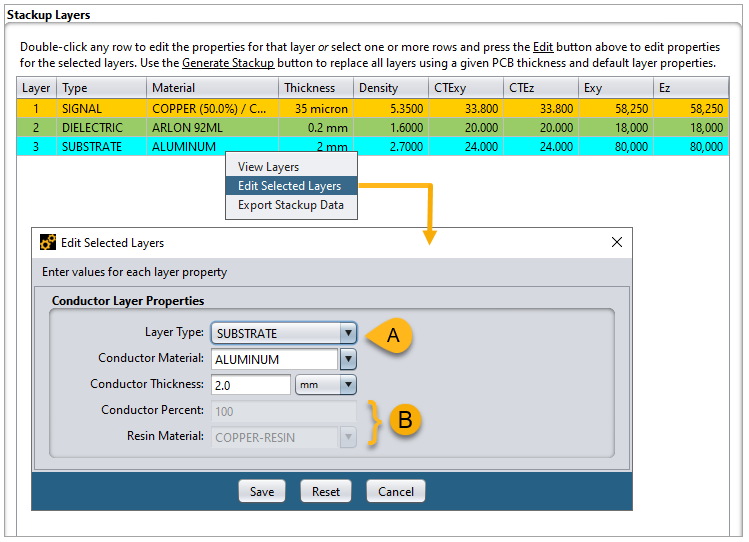 Stackup Layers
Double-click any row to edit the properties for that layer or select one or more rows and press the Edit button above to edit properties
for the selected layers. Use the Generate Stackup button to replace all layers using a given PCB thickness and default layer properties.
Layer Type Material Thickness Density CTExy CTEz Exy Ez
1 SIGNAL COPPER (50.0%) / C... 35 micron 5.3500 33.800 33.800 58,250 58,250
2 DIELECTRIC ARLON 92ML 0.2 mm 1.6000 20.000 20.000 18,000 18,000
3 SUBSTRATE ALUMINUM 2 mm 2.7000 24.000 24.000 80,000 80,000
View Layers
Edit Selected Layers
Export Stackup Data
Edit Selected Layers
Enter values for each layer property
Conductor Layer Properties
Layer Type: SUBSTRATE A
Conductor Material: ALUMINUM
Conductor Thickness: 2.0 mm
Conductor Percent: 100
B
Resin Material: COPPER-RESIN
Save Reset Cancel